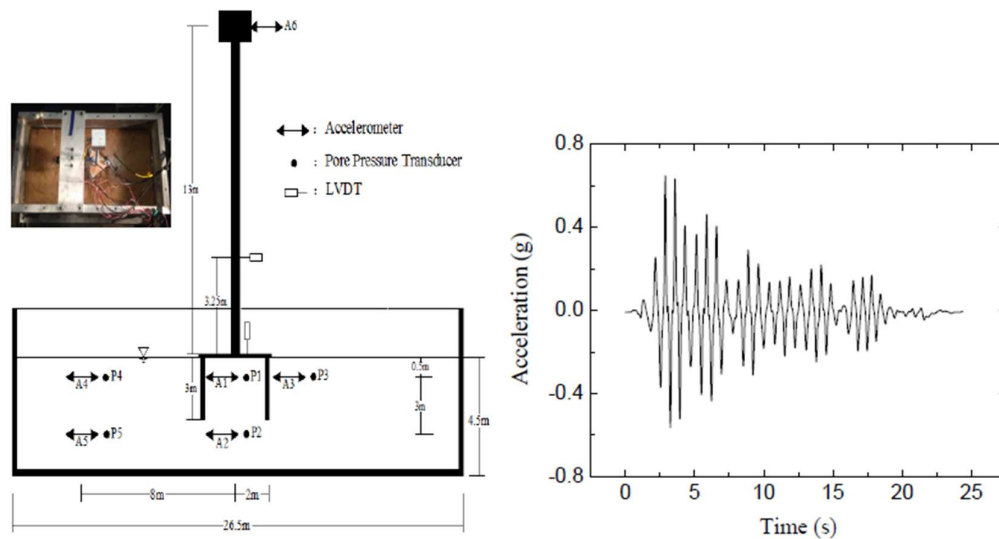 A6
: Accelerometer
: Pore Pressure Transducer
: LVDT
13m
3.25m
A4 P4
A1 P1
A3 P3
0.5m
3m
3m
4.5m
A5 P5
A2 P2
8m
2m
26.5m
0.8
0.4
0.0
-0.4
-0.8
Acceleration (g)
0 5 10 15 20 25
Time (s)